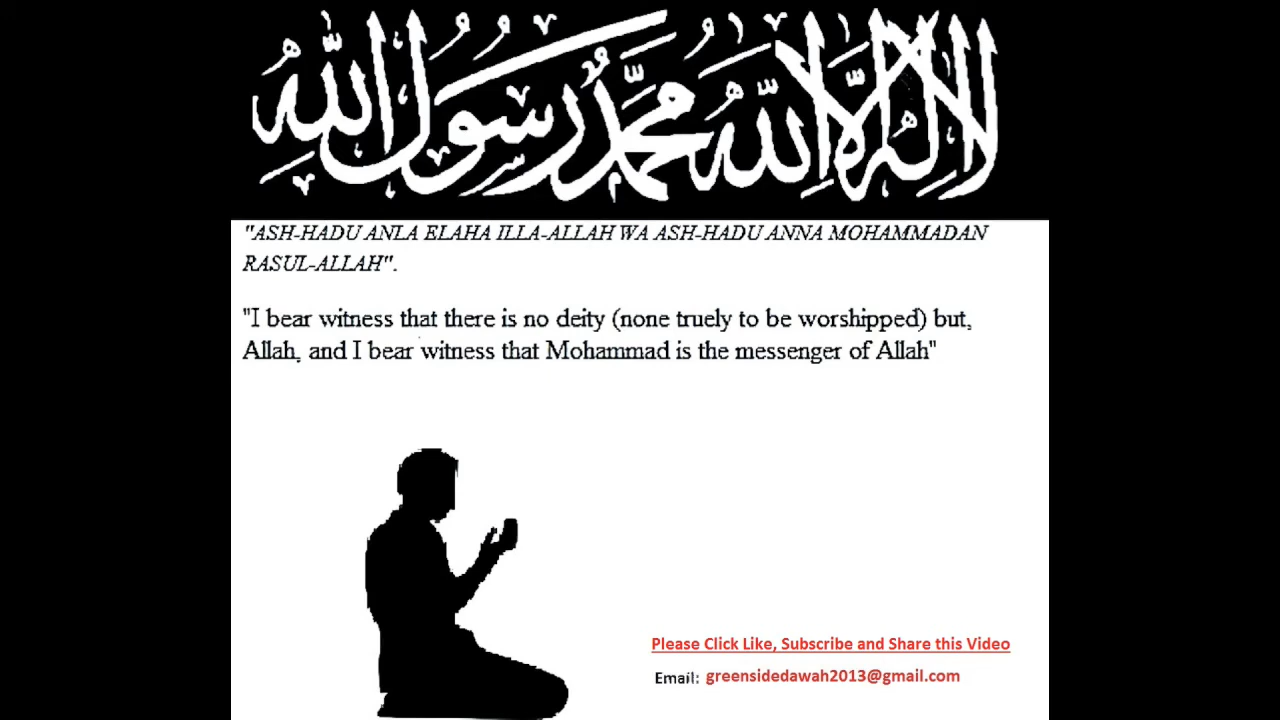 لا إله إلا الله محمد رسول الله
"ASH-HADU ANLA ELAHA ILLA-ALLAH WA ASH-HADU ANNA MOHAMMADAN
RASUL-ALLAH".
"I bear witness that there is no deity (none truely to be worshipped) but,
Allah, and I bear witness that Mohammad is the messenger of Allah"
Please Click Like, Subscribe and Share this Video
Email: greensidedawah2013@gmail.com